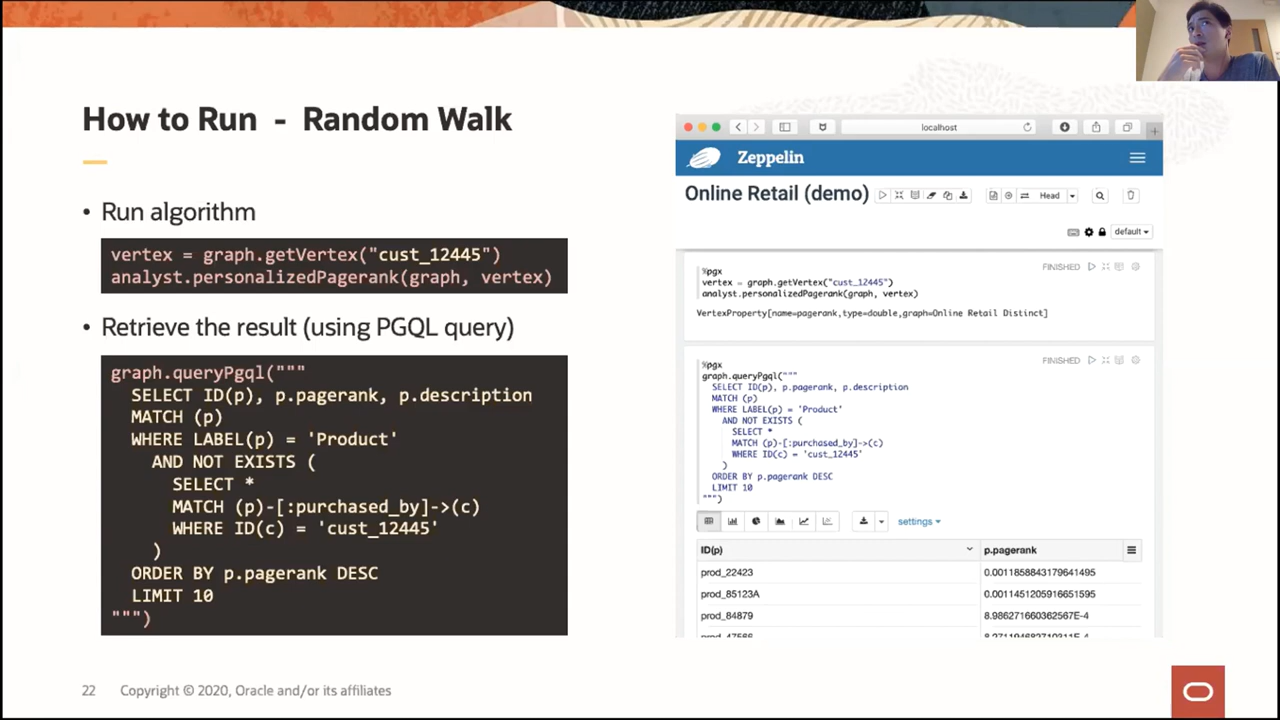 How to Run - Random Walk
• Run algorithm
vertex = graph.getVertex("cust_12445")
analyst.personalizedPagerank(graph, vertex)
• Retrieve the result (using PGQL query)
graph.queryPgql("""
SELECT ID(p), p.pagerank, p.description
MATCH (p)
WHERE LABEL(p) = 'Product'
AND NOT EXISTS (
SELECT *
MATCH (p)-[:purchased_by]->(c)
WHERE ID(c) = 'cust_12445'
)
ORDER BY p.pagerank DESC
LIMIT 10
""")
localhost
Zeppelin
Online Retail (demo)
Head
default
FINISHED
%pgx
vertex = graph.getVertex("cust_12445")
analyst.personalizedPagerank(graph, vertex)
VertexProperty[name=pagerank,type=double,graph=Online Retail Distinct]
FINISHED
%pgx
graph.queryPgql("""
SELECT ID(p), p.pagerank, p.description
MATCH (p)
WHERE LABEL(p) = 'Product'
AND NOT EXISTS (
SELECT *
MATCH (p)-[:purchased_by]->(c)
WHERE ID(c) = 'cust_12445'
)
ORDER BY p.pagerank DESC
LIMIT 10
""")
settings
ID(p) p.pagerank
prod_22423 0.0011858843179641495
prod_85123A 0.0011451205916651595
prod_84879 8.986271660362567E-4
22 Copyright © 2020, Oracle and/or its affiliates